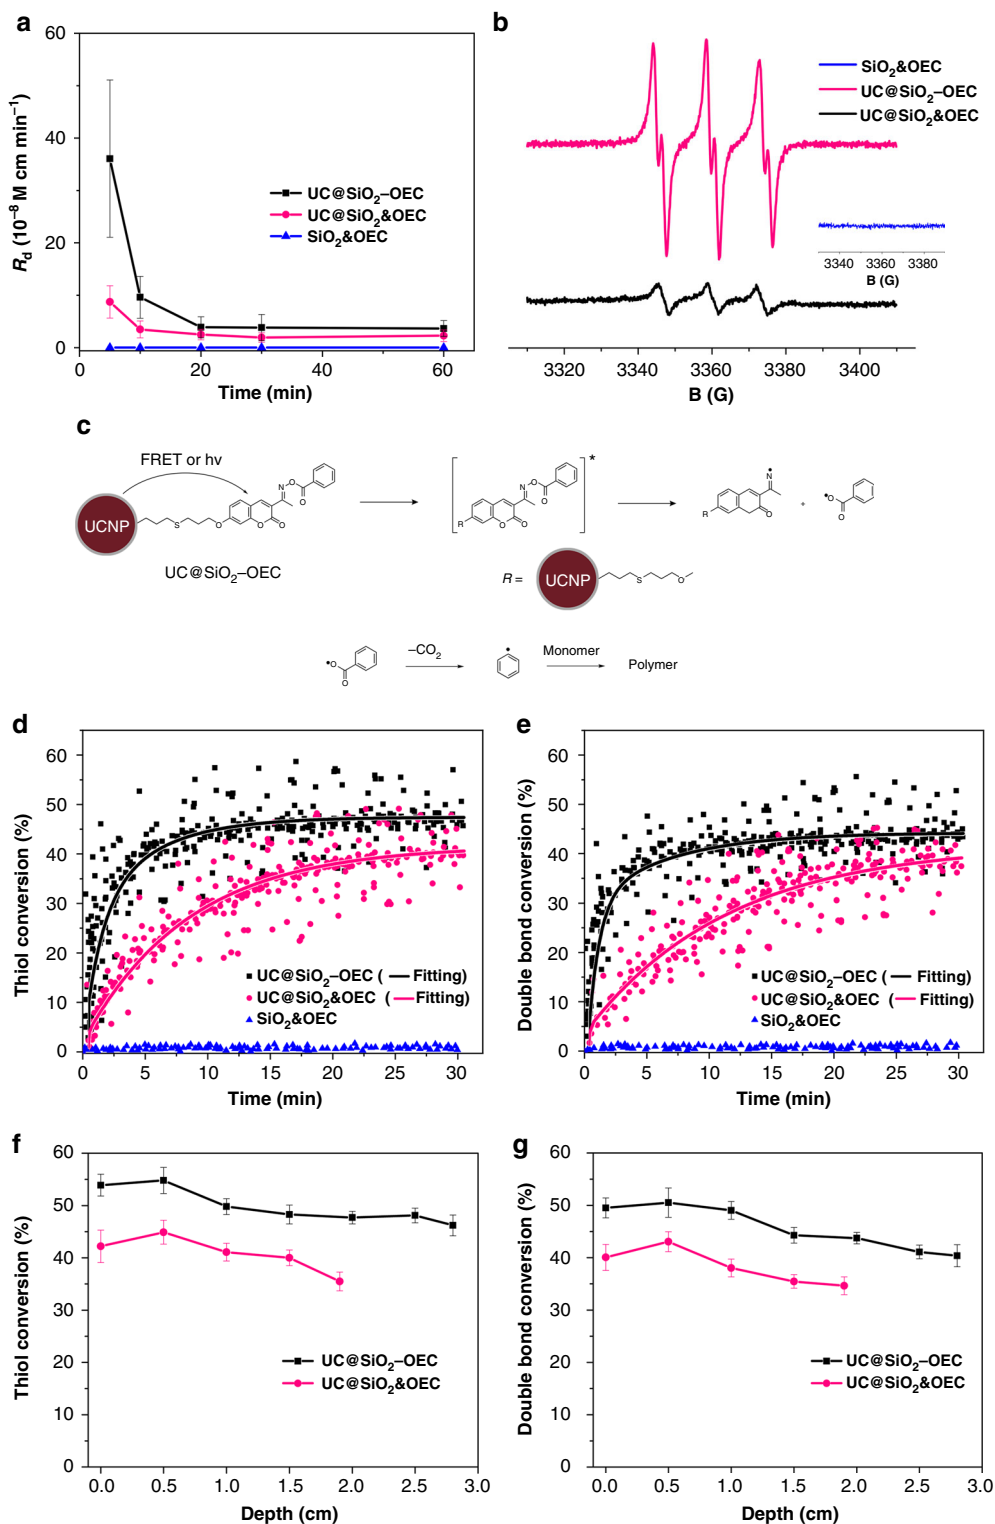 a
60
40
20
0
R_d (10⁻⁸ M cm min⁻¹)
UC@SiO₂–OEC
UC@SiO₂&OEC
SiO₂&OEC
0
20
40
60
Time (min)
b
SiO₂&OEC
UC@SiO₂–OEC
UC@SiO₂&OEC
3340
3360
3380
B (G)
3320
3340
3360
3380
3400
B (G)
c
FRET or hv
UCNP
S
O
O
O
N
O
O
UC@SiO₂–OEC
R
O
O
N
O
O
*
R =
UCNP
S
O
R
O
N
•
+
•O
O
•O
O
–CO₂
•
Monomer
Polymer
d
60
50
40
30
20
10
0
Thiol conversion (%)
UC@SiO₂–OEC ( — Fitting)
UC@SiO₂&OEC ( — Fitting)
SiO₂&OEC
0
5
10
15
20
25
30
Time (min)
e
60
50
40
30
20
10
0
Double bond conversion (%)
UC@SiO₂–OEC ( — Fitting)
UC@SiO₂&OEC ( — Fitting)
SiO₂&OEC
0
5
10
15
20
25
30
Time (min)
f
60
50
40
30
20
10
0
Thiol conversion (%)
UC@SiO₂–OEC
UC@SiO₂&OEC
0.0
0.5
1.0
1.5
2.0
2.5
3.0
Depth (cm)
g
60
50
40
30
20
10
0
Double bond conversion (%)
UC@SiO₂–OEC
UC@SiO₂&OEC
0.0
0.5
1.0
1.5
2.0
2.5
3.0
Depth (cm)